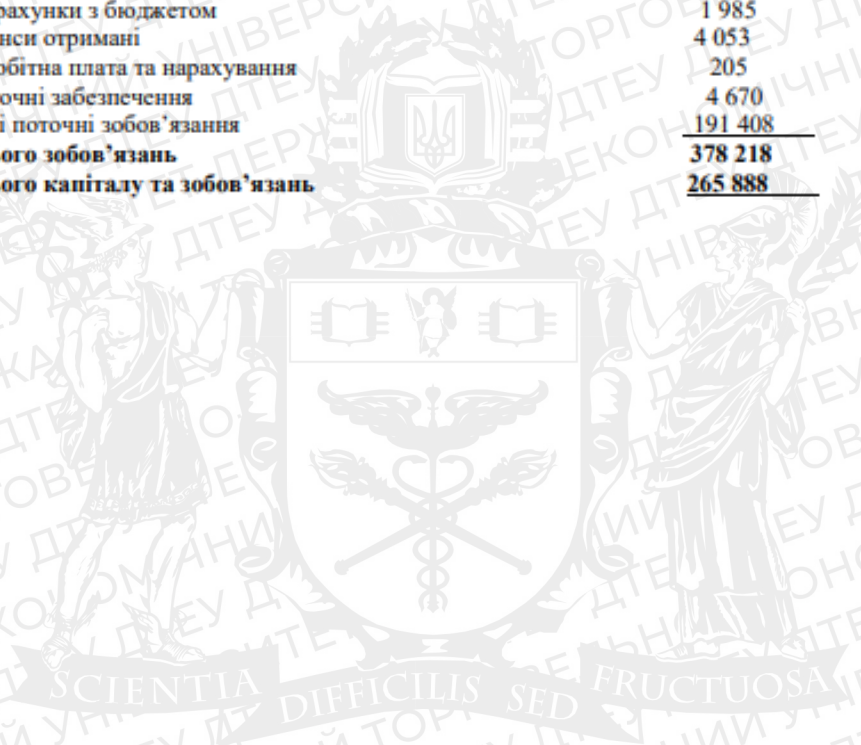 рахунки з бюджетом 1 985
нси отримані 4 053
обітна плата та нарахування 205
очні забезпечення 4 670
і поточні зобов’язання 191 408
ого зобов’язань 378 218
ого капіталу та зобов’язань 265 888
SCIENTIA DIFFICILIS SED FRUCTUOSA